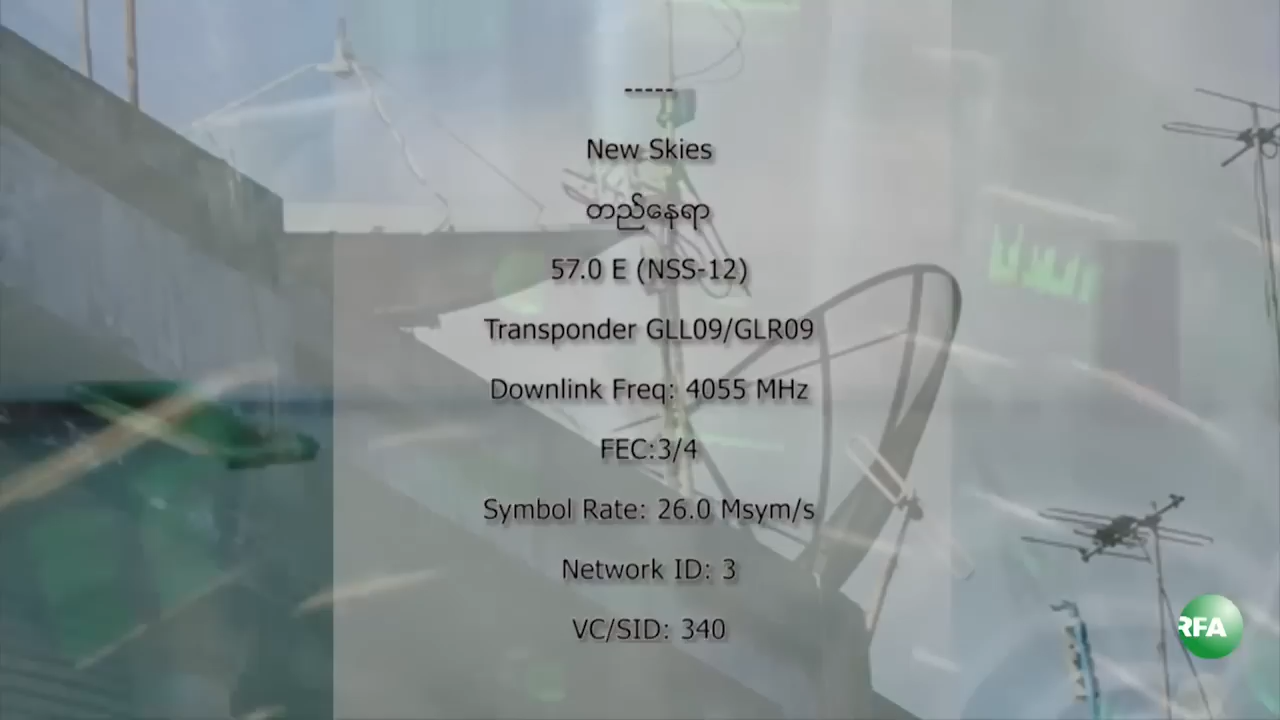 -----
New Skies
တည်နေရာ
57.0 E (NSS-12)
Transponder GLL09/GLR09
Downlink Freq: 4055 MHz
FEC:3/4
Symbol Rate: 26.0 Msym/s
Network ID: 3
VC/SID: 340
RFA